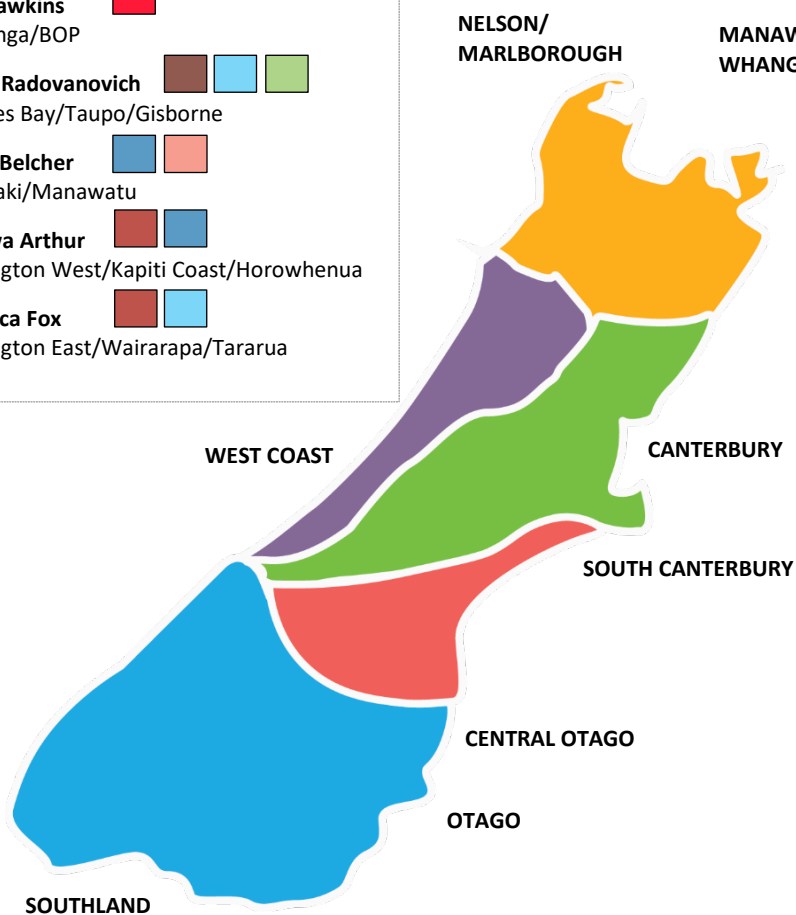 awkins
nga/BOP
Radovanovich
es Bay/Taupo/Gisborne
Belcher
aki/Manawatu
a Arthur
gton West/Kapiti Coast/Horowhenua
ca Fox
gton East/Wairarapa/Tararua
NELSON/
MARLBOROUGH
MANAW
WHANG
WEST COAST
CANTERBURY
SOUTH CANTERBURY
CENTRAL OTAGO
OTAGO
SOUTHLAND